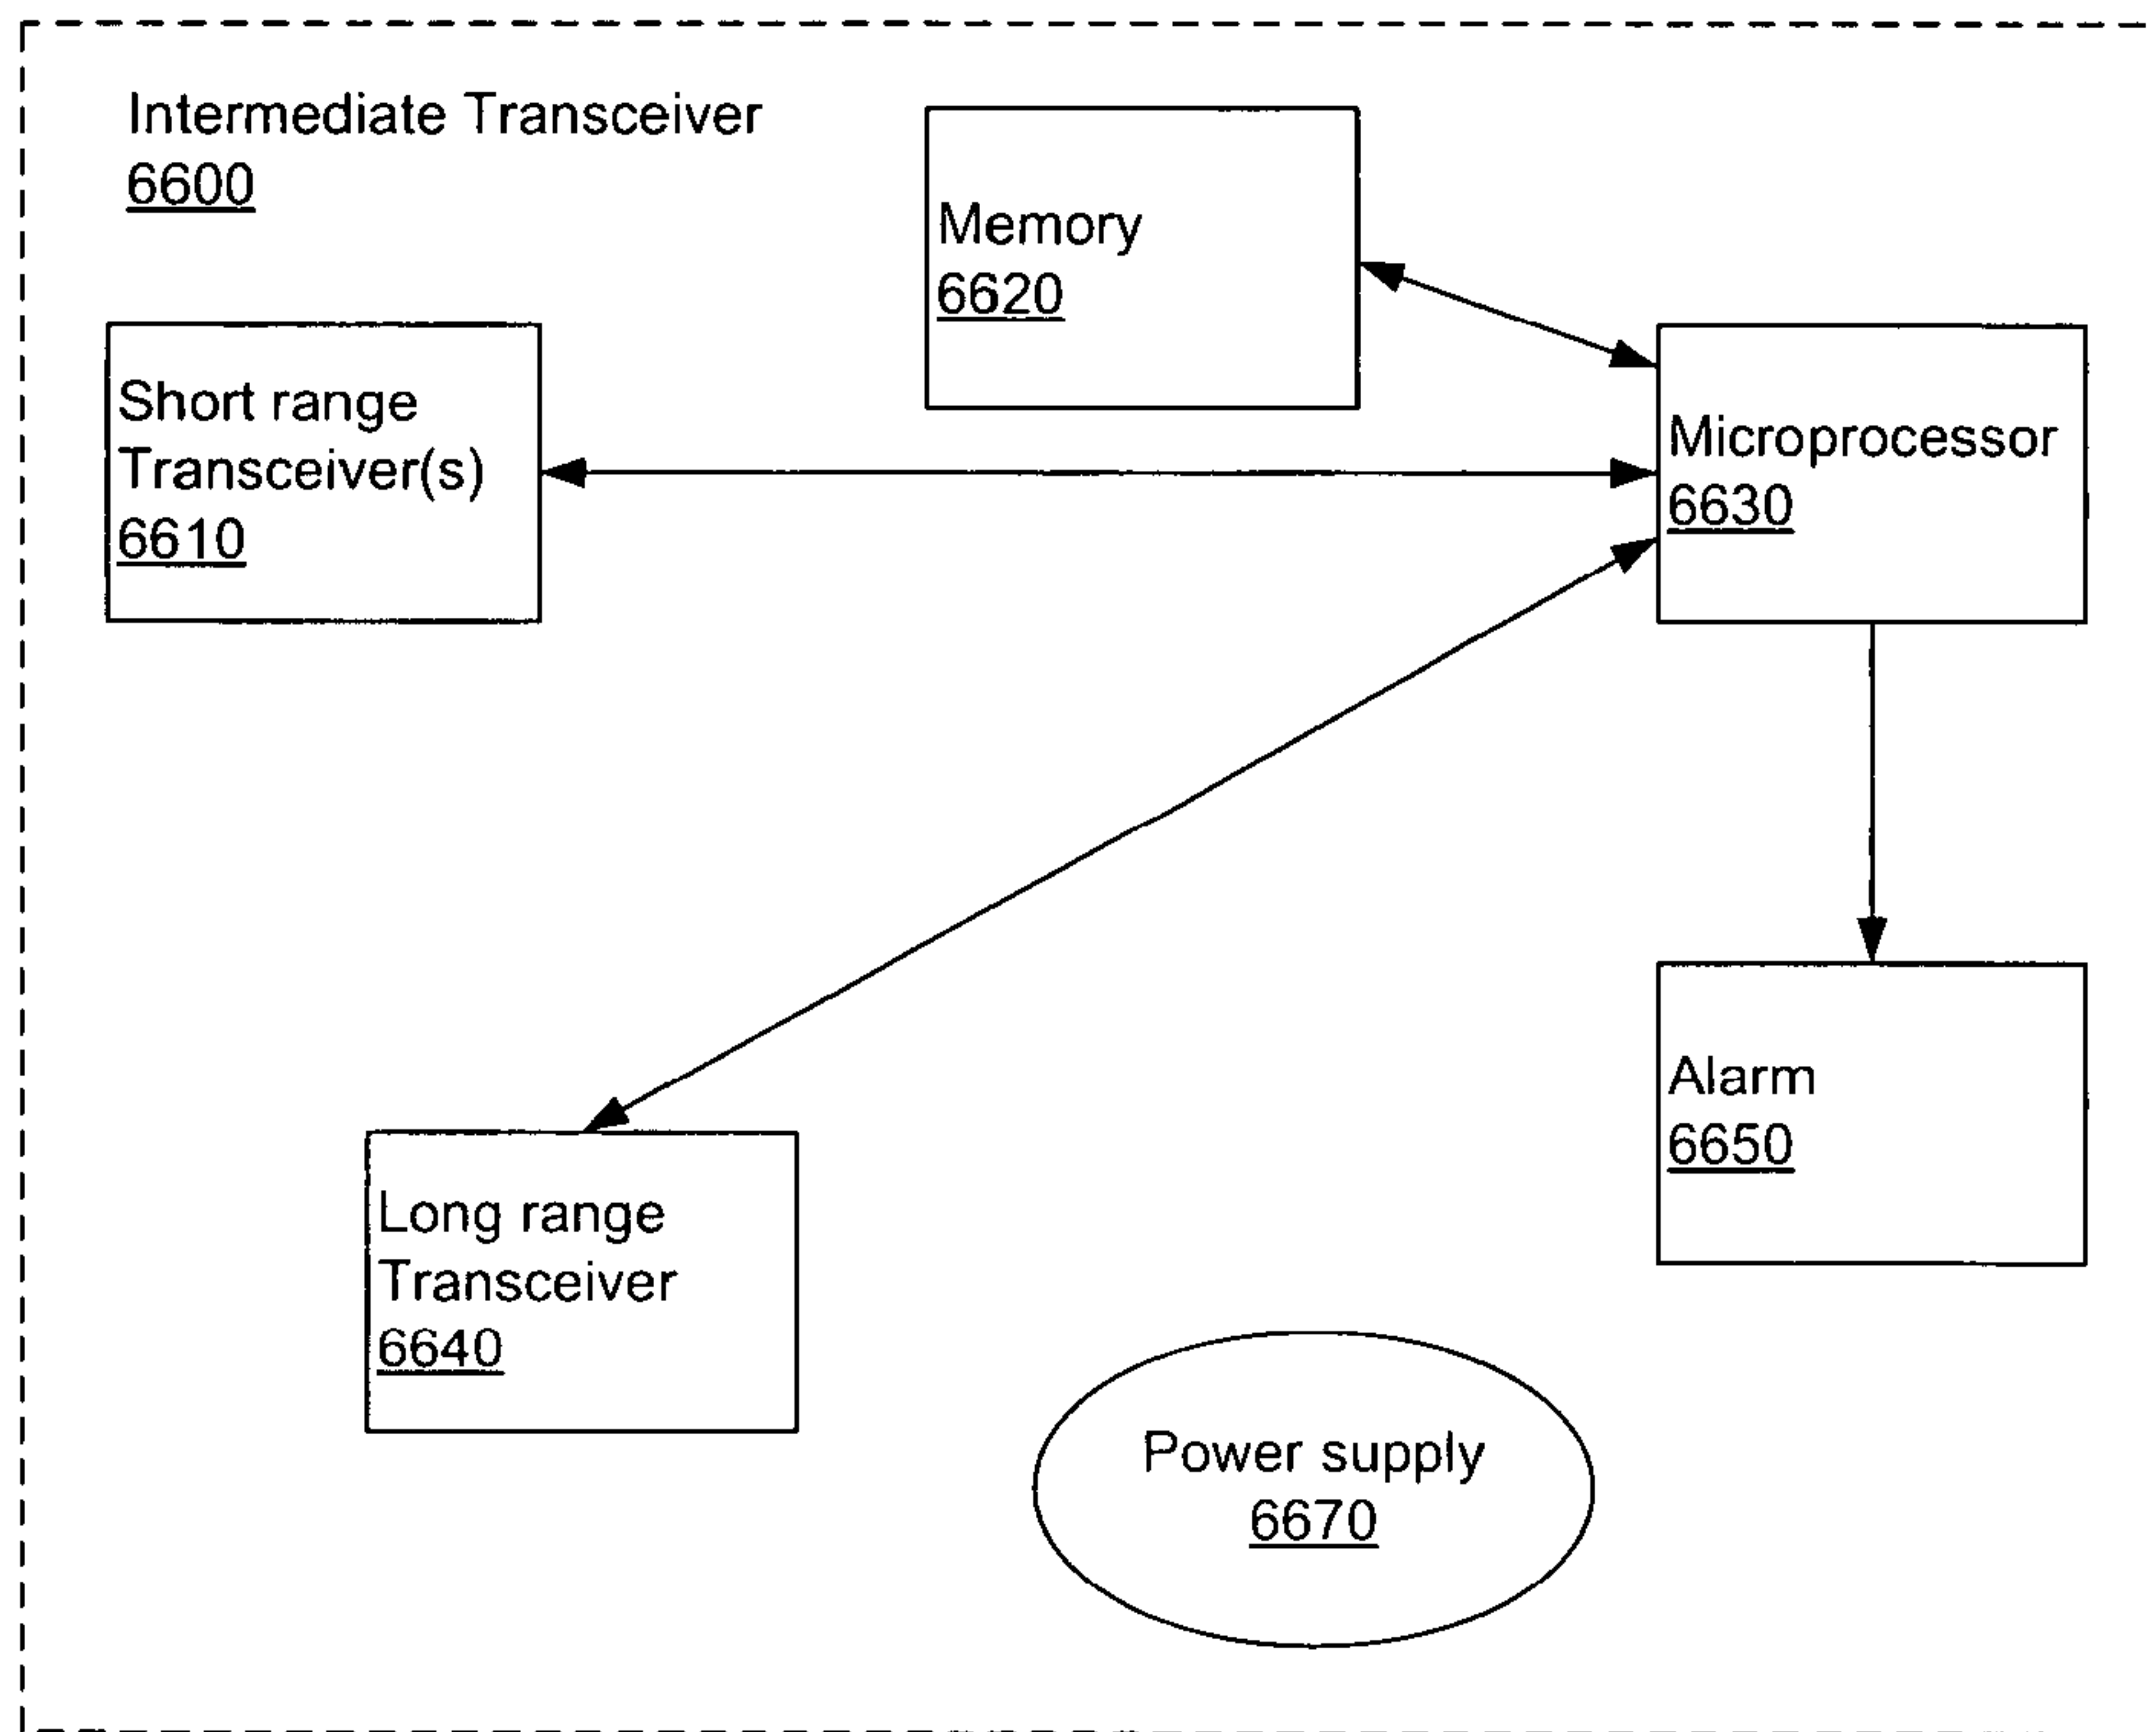 Intermediate Transceiver
6600
Memory
6620
Short range
Transceiver(s)
6610
Microprocessor
6630
Alarm
6650
Long range
Transceiver
6640
Power supply
6670